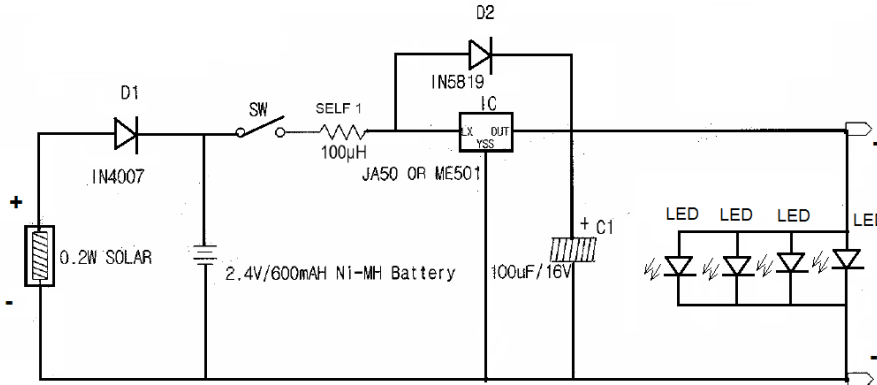 D2
D1
SW
SELF 1
IN5819
IC
LX OUT
YSS
100µH
IN4007
JA50 OR ME501
+
LED LED LED LED
+ C1
0.2W SOLAR
2.4V/600mAH Ni-MH Battery
100uF/16V
-